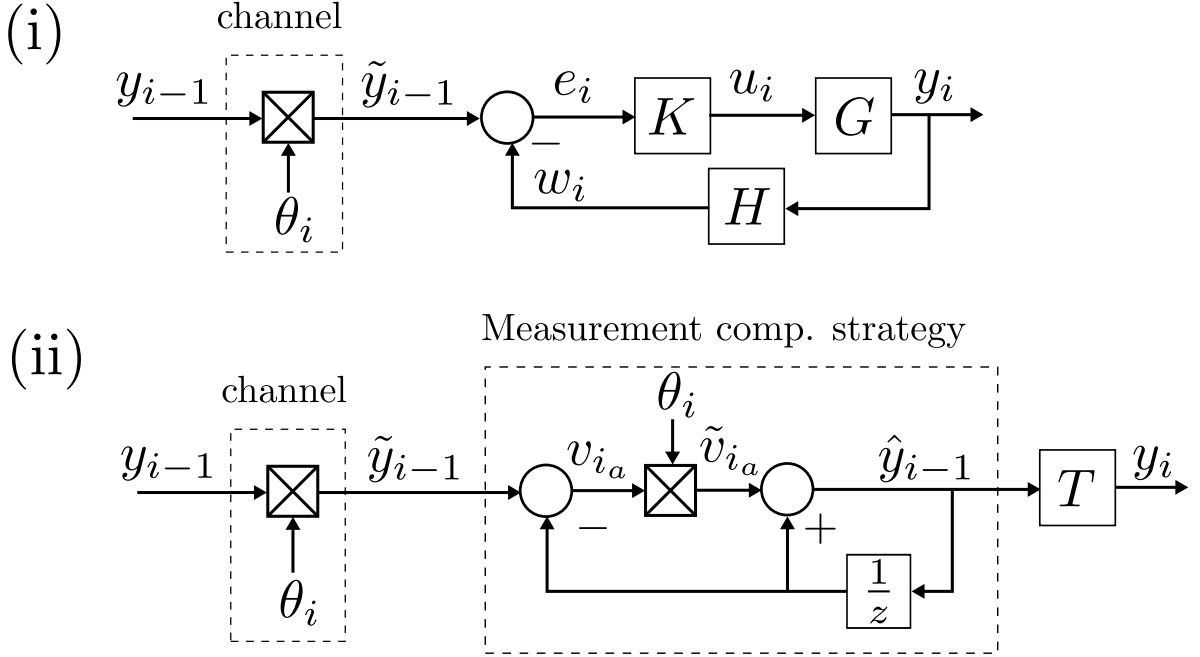 (i)
channel
y_{i−1} ỹ_{i−1} e_i K u_i G y_i
− w_i H
θ_i
(ii)
Measurement comp. strategy
channel
θ_i
y_{i−1} ỹ_{i−1} v_{i_a} ṽ_{i_a} ŷ_{i−1} T y_i
− +
θ_i 1/z